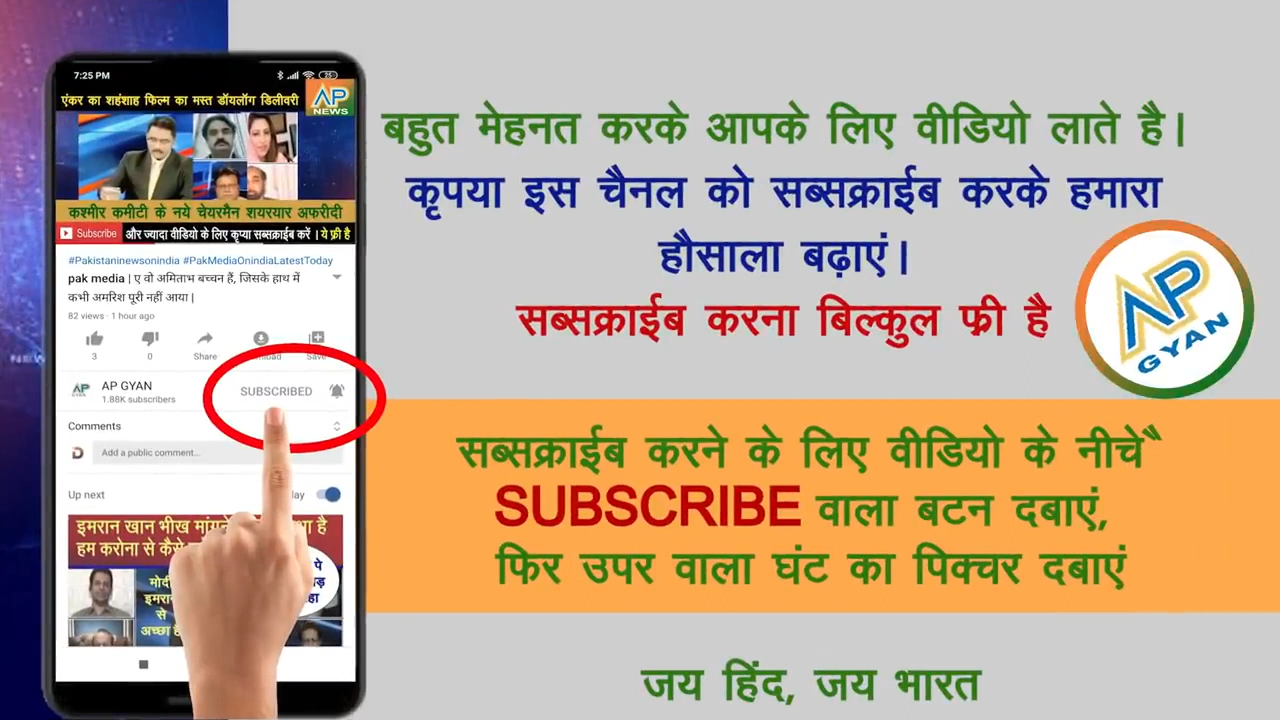 7:25 PM
25
एंकर का शहंशाह फिल्म का मस्त डॉयलॉग डिलीवरी
AP
NEWS
कश्मीर कमीटी के नये चेयरमैन शयरयार अफरीदी
Subscribe
और ज्यादा वीडियो के लिए कृप्या सब्सक्राईब करें । ये फ्री है
#Pakistaninewsonindia #PakMediaOnindiaLatestToday
pak media | ए वो अमिताभ बच्चन हैं, जिसके हाथ में
कभी अमरिश पूरी नहीं आया |
82 views · 1 hour ago
3
0
Share
Save
AP GYAN
SUBSCRIBED
1.88K subscribers
Comments
D
Add a public comment...
Up next
इमरान खान भीख मांगने
है
हम करोना से कैसे
मोदी
से
अच्छा
बहुत मेहनत करके आपके लिए वीडियो लाते है।
कृपया इस चैनल को सब्सक्राईब करके हमारा
हौसाला बढ़ाएं।
सब्सक्राईब करना बिल्कुल फ्री है
AP
GYAN
सब्सक्राईब करने के लिए वीडियो के नीचे
SUBSCRIBE वाला बटन दबाएं,
फिर उपर वाला घंट का पिक्चर दबाएं
जय हिंद, जय भारत